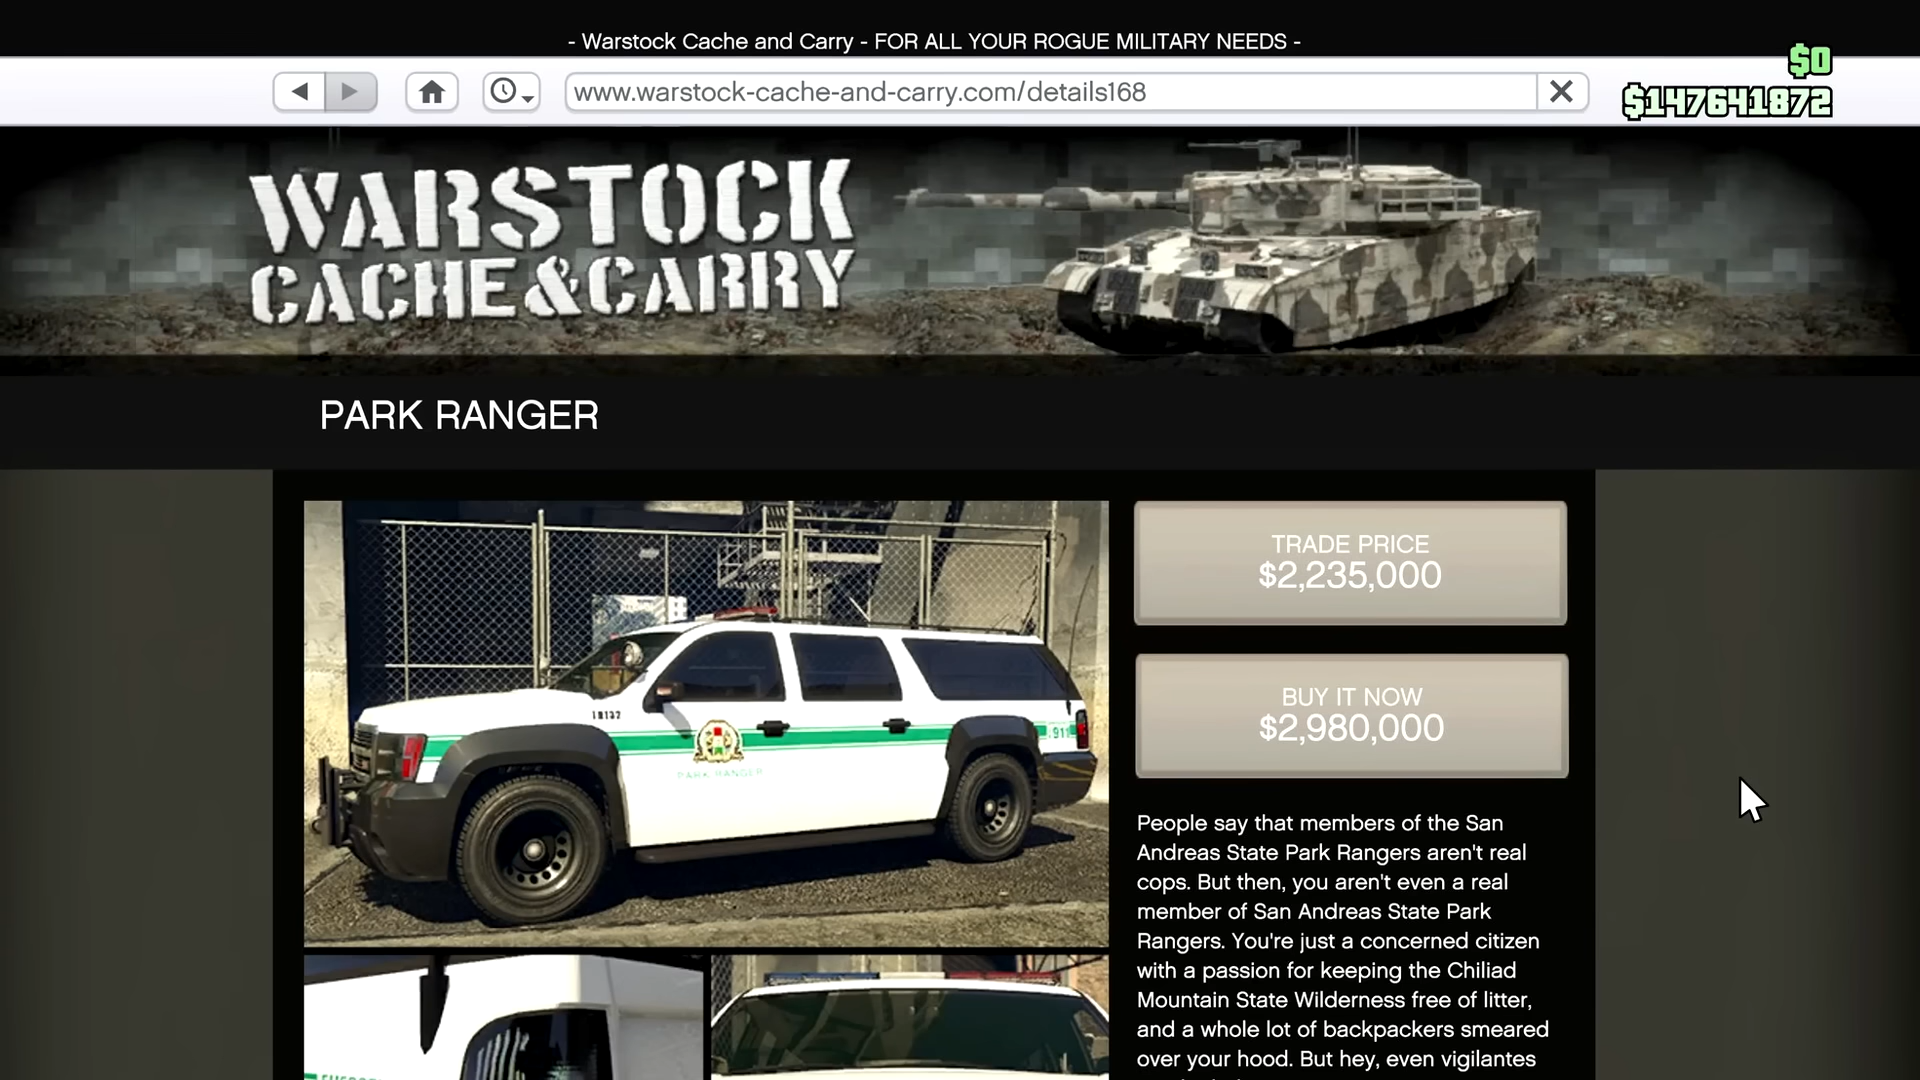 - Warstock Cache and Carry - FOR ALL YOUR ROGUE MILITARY NEEDS -
$0
www.warstock-cache-and-carry.com/details168
$147641872
WARSTOCK
CACHE&CARRY
PARK RANGER
TRADE PRICE
$2,235,000
BUY IT NOW
$2,980,000
18132
911
PARK RANGER
People say that members of the San
Andreas State Park Rangers aren't real
cops. But then, you aren't even a real
member of San Andreas State Park
Rangers. You're just a concerned citizen
with a passion for keeping the Chiliad
Mountain State Wilderness free of litter,
and a whole lot of backpackers smeared
over your hood. But hey, even vigilantes